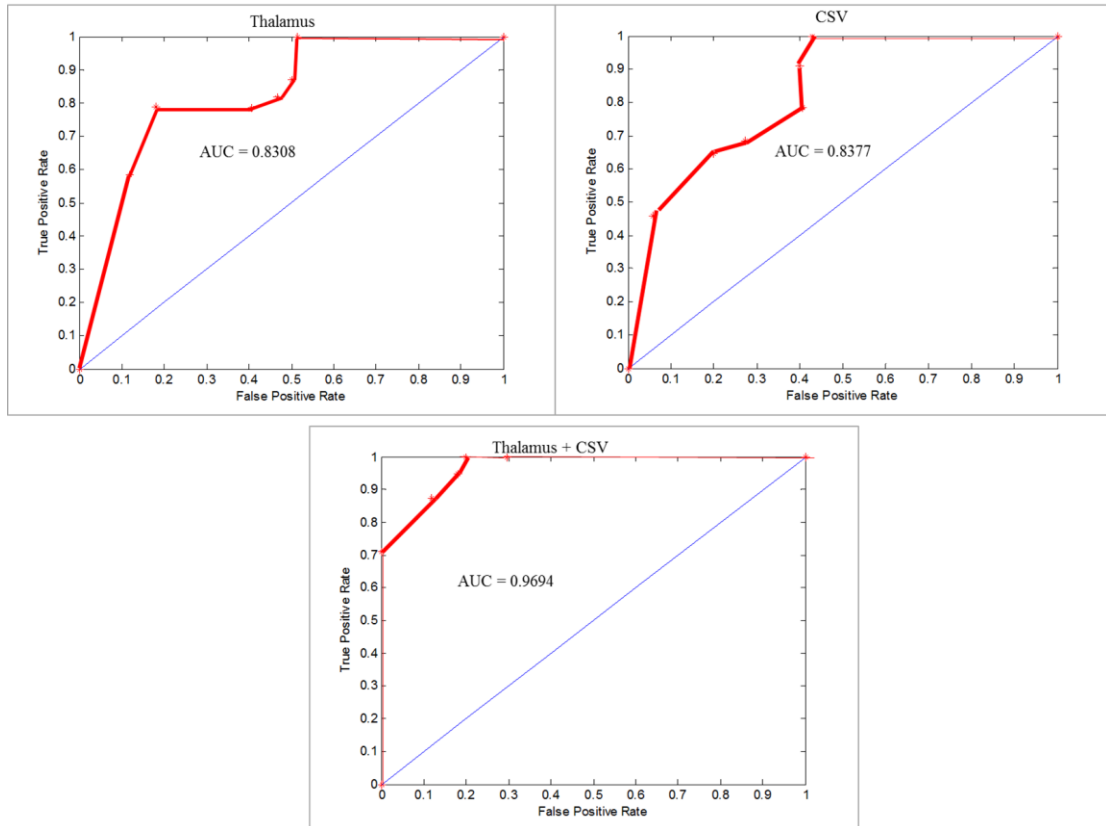 Thalamus
1
0.9
0.8
0.7
0.6
0.5
0.4
0.3
0.2
0.1
0
True Positive Rate
AUC = 0.8308
0 0.1 0.2 0.3 0.4 0.5 0.6 0.7 0.8 0.9 1
False Positive Rate
CSV
1
0.9
0.8
0.7
0.6
0.5
0.4
0.3
0.2
0.1
0
True Positive Rate
AUC = 0.8377
0 0.1 0.2 0.3 0.4 0.5 0.6 0.7 0.8 0.9 1
False Positive Rate
Thalamus + CSV
1
0.9
0.8
0.7
0.6
0.5
0.4
0.3
0.2
0.1
0
True Positive Rate
AUC = 0.9694
0 0.1 0.2 0.3 0.4 0.5 0.6 0.7 0.8 0.9 1
False Positive Rate